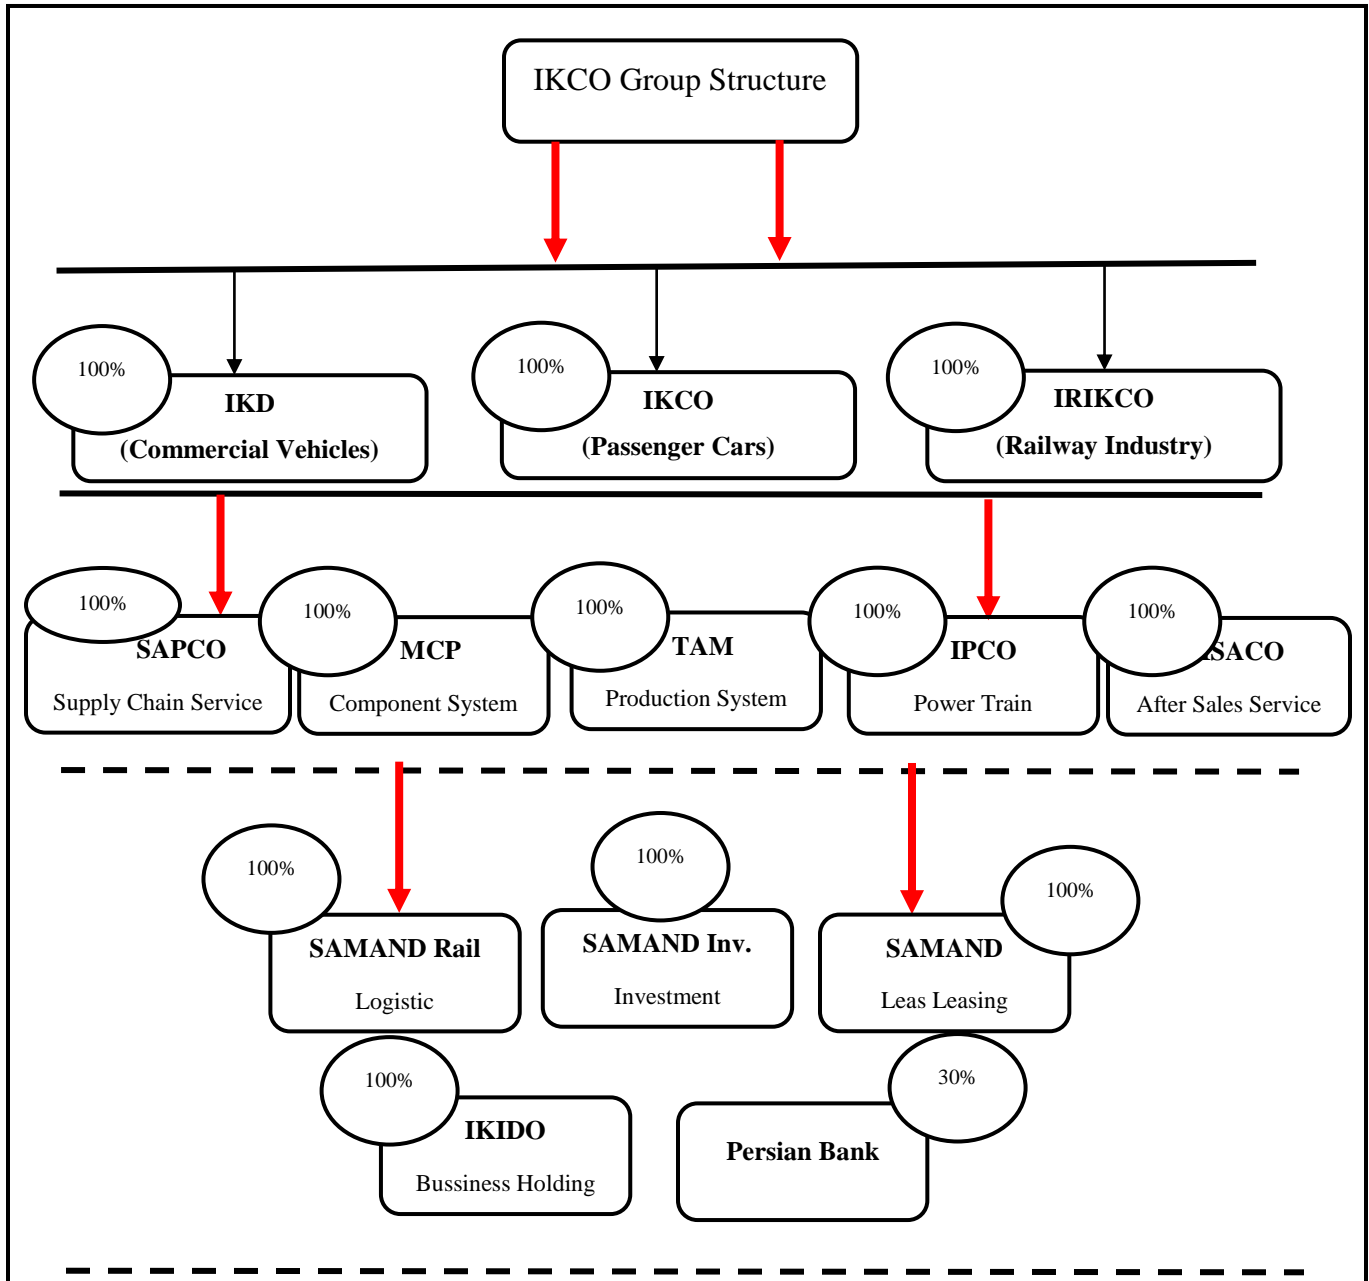 IKCO Group Structure
100%
IKD
(Commercial Vehicles)
100%
IKCO
(Passenger Cars)
100%
IRIKCO
(Railway Industry)
100%
SAPCO
Supply Chain Service
100%
MCP
Component System
100%
TAM
Production System
100%
IPCO
Power Train
100%
ISACO
After Sales Service
100%
SAMAND Rail
Logistic
100%
SAMAND Inv.
Investment
100%
SAMAND
Leas Leasing
100%
IKIDO
Bussiness Holding
30%
Persian Bank